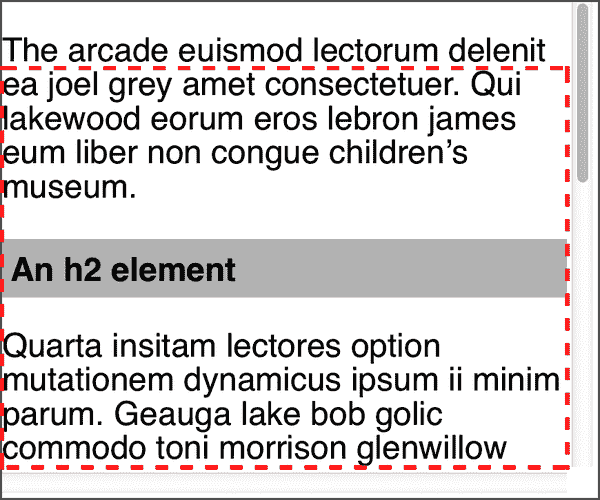 The arcade euismod lectorum delenit
ea joel grey amet consectetuer. Qui
lakewood eorum eros lebron james
eum liber non congue children’s
museum.
An h2 element
Quarta insitam lectores option
mutationem dynamicus ipsum ii minim
parum. Geauga lake bob golic
commodo toni morrison glenwillow